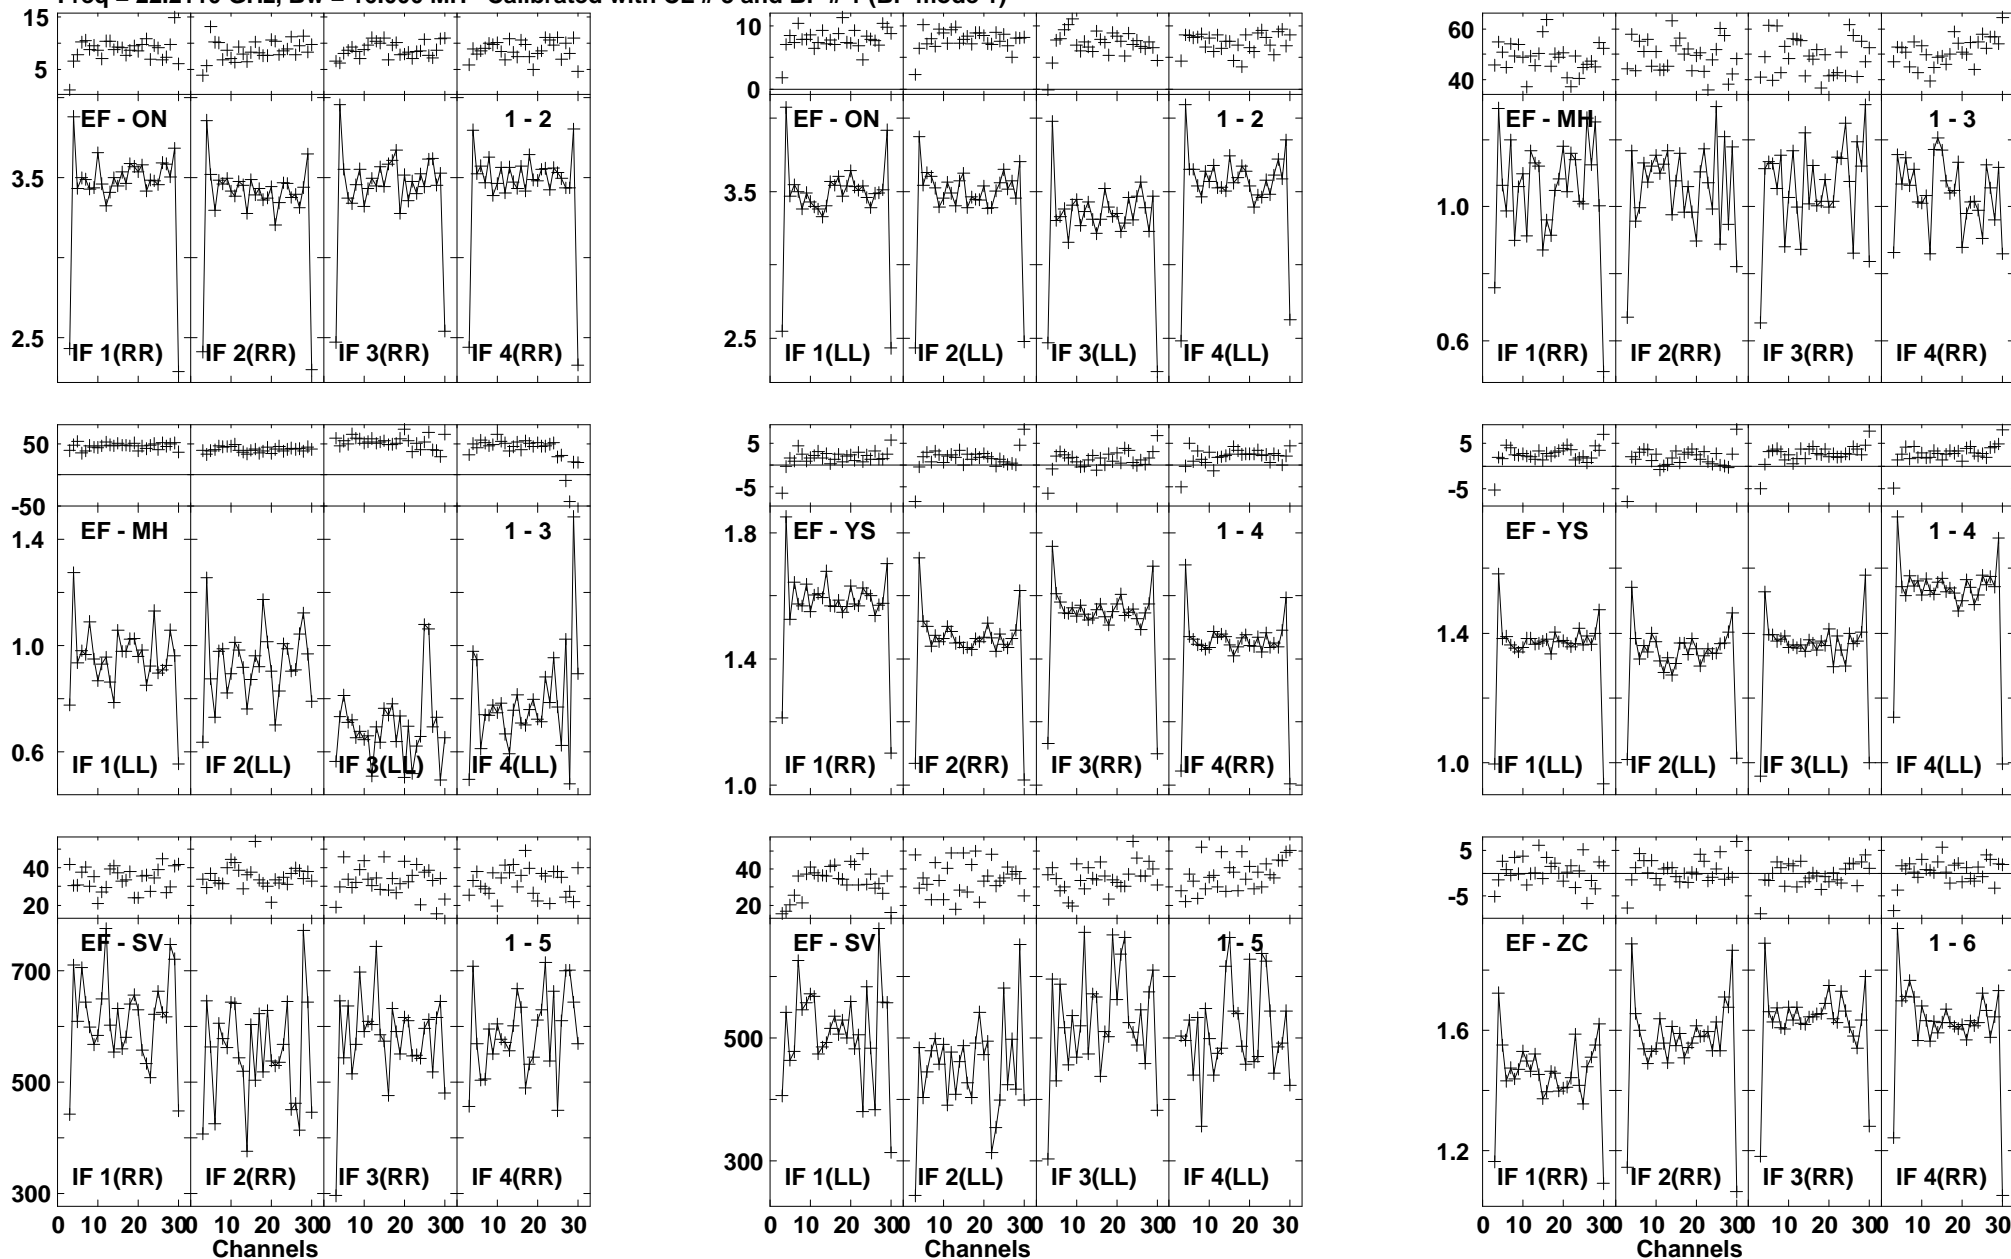 15
5
EF - ON
1 - 2
3.5
2.5
IF 1(RR) IF 2(RR) IF 3(RR) IF 4(RR)
10
0
EF - ON
1 - 2
3.5
2.5
IF 1(LL) IF 2(LL) IF 3(LL) IF 4(LL)
60
40
EF - MH
1 - 3
1.0
0.6
IF 1(RR) IF 2(RR) IF 3(RR) IF 4(RR)
50
-50
EF - MH
1 - 3
1.4
1.0
0.6
IF 1(LL) IF 2(LL) IF 3(LL) IF 4(LL)
5
-5
EF - YS
1 - 4
1.8
1.4
1.0
IF 1(RR) IF 2(RR) IF 3(RR) IF 4(RR)
5
-5
EF - YS
1 - 4
1.4
1.0
IF 1(LL) IF 2(LL) IF 3(LL) IF 4(LL)
40
20
EF - SV
1 - 5
700
500
300
IF 1(RR) IF 2(RR) IF 3(RR) IF 4(RR)
0 10 20 30 0 10 20 30 0 10 20 30 0 10 20 30
Channels
40
20
EF - SV
1 - 5
500
300
IF 1(LL) IF 2(LL) IF 3(LL) IF 4(LL)
0 10 20 30 0 10 20 30 0 10 20 30 0 10 20 30
Channels
5
-5
EF - ZC
1 - 6
1.6
1.2
IF 1(RR) IF 2(RR) IF 3(RR) IF 4(RR)
0 10 20 30 0 10 20 30 0 10 20 30 0 10 20 30
Channels